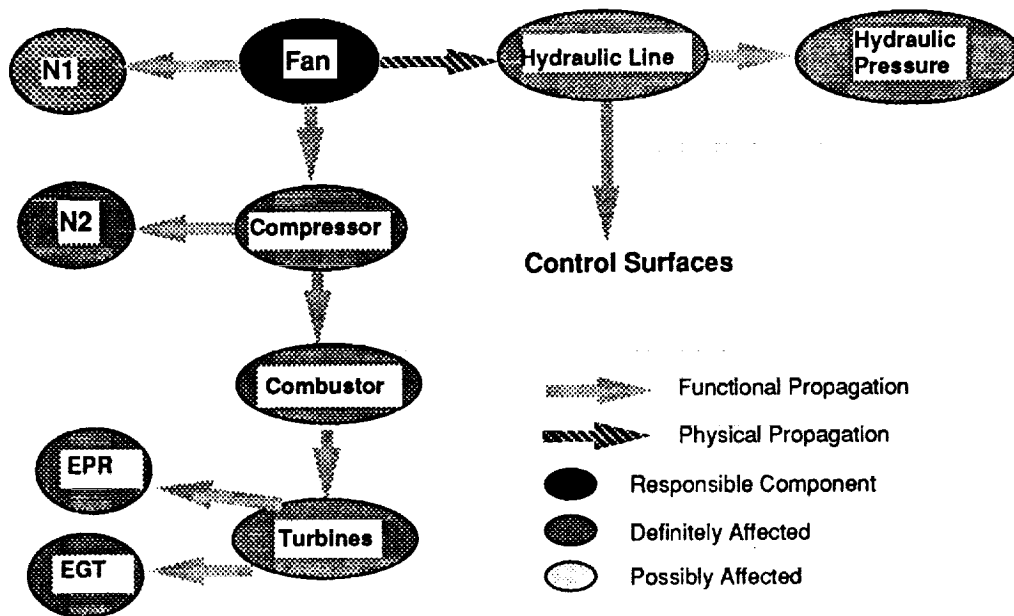 N1
Fan
Hydraulic Line
Hydraulic
Pressure
N2
Compressor
Control Surfaces
Combustor
Functional Propagation
Physical Propagation
EPR
Responsible Component
Turbines
Definitely Affected
EGT
Possibly Affected